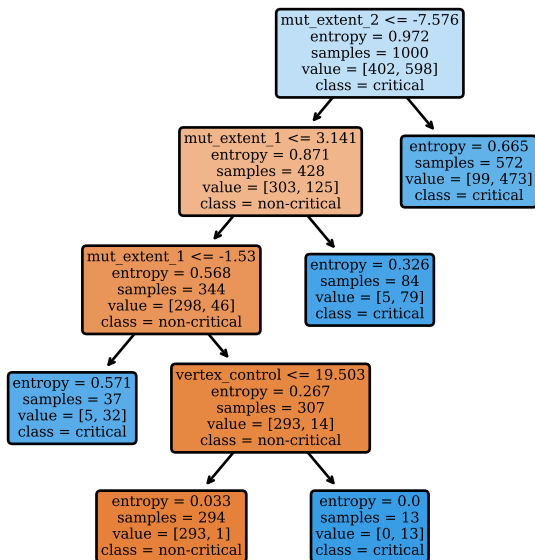 mut_extent_2 <= -7.576
entropy = 0.972
samples = 1000
value = [402, 598]
class = critical
mut_extent_1 <= 3.141
entropy = 0.871
samples = 428
value = [303, 125]
class = non-critical
entropy = 0.665
samples = 572
value = [99, 473]
class = critical
mut_extent_1 <= -1.53
entropy = 0.568
samples = 344
value = [298, 46]
class = non-critical
entropy = 0.326
samples = 84
value = [5, 79]
class = critical
entropy = 0.571
samples = 37
value = [5, 32]
class = critical
vertex_control <= 19.503
entropy = 0.267
samples = 307
value = [293, 14]
class = non-critical
entropy = 0.033
samples = 294
value = [293, 1]
class = non-critical
entropy = 0.0
samples = 13
value = [0, 13]
class = critical